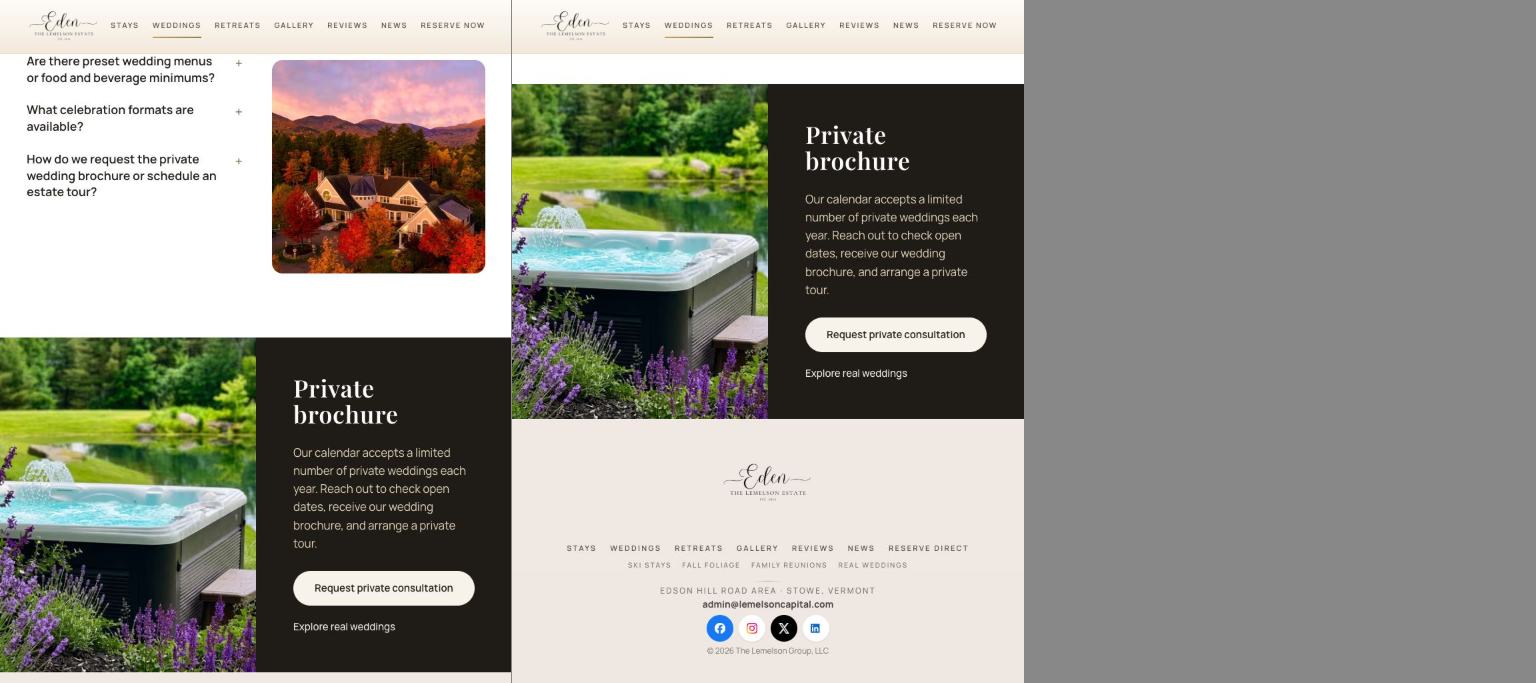 Eden
THE LEMELSON ESTATE
STAYS WEDDINGS RETREATS GALLERY REVIEWS NEWS RESERVE NOW
Are there preset wedding menus
or food and beverage minimums?
+
What celebration formats are
available?
+
How do we request the private
wedding brochure or schedule an
estate tour?
+
Private
brochure
Our calendar accepts a limited
number of private weddings each
year. Reach out to check open
dates, receive our wedding
brochure, and arrange a private
tour.
Request private consultation
Explore real weddings
Eden
THE LEMELSON ESTATE
STAYS WEDDINGS RETREATS GALLERY REVIEWS NEWS RESERVE NOW
Private
brochure
Our calendar accepts a limited
number of private weddings each
year. Reach out to check open
dates, receive our wedding
brochure, and arrange a private
tour.
Request private consultation
Explore real weddings
Eden
THE LEMELSON ESTATE
STAYS WEDDINGS RETREATS GALLERY REVIEWS NEWS RESERVE DIRECT
SKI STAYS FALL FOLIAGE FAMILY REUNIONS REAL WEDDINGS
EDSON HILL ROAD AREA · STOWE, VERMONT
admin@lemelsoncapital.com
© 2026 The Lemelson Group, LLC